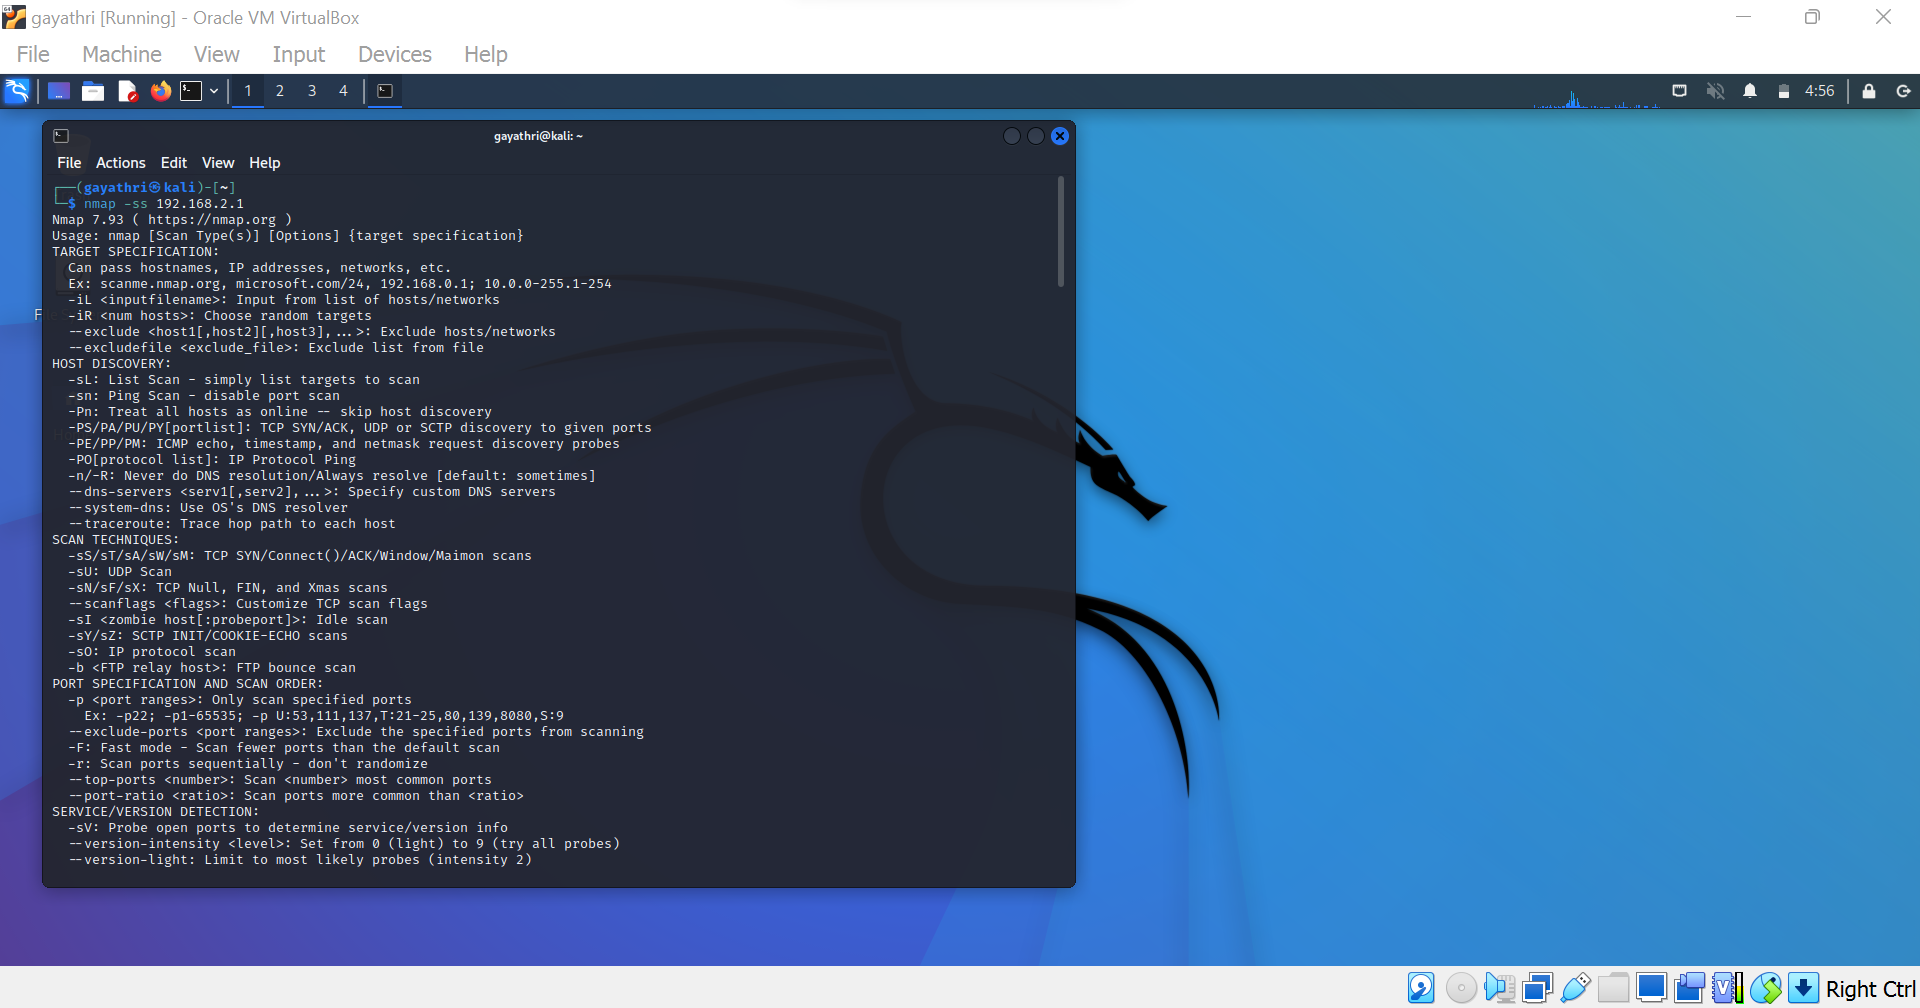 gayathri [Running] - Oracle VM VirtualBox
File Machine View Input Devices Help
1 2 3 4 4:56
gayathri@kali: ~
File Actions Edit View Help
┌──(gayathri㉿kali)-[~]
└─$ nmap -ss 192.168.2.1
Nmap 7.93 ( https://nmap.org )
Usage: nmap [Scan Type(s)] [Options] {target specification}
TARGET SPECIFICATION:
Can pass hostnames, IP addresses, networks, etc.
Ex: scanme.nmap.org, microsoft.com/24, 192.168.0.1; 10.0.0-255.1-254
-iL <inputfilename>: Input from list of hosts/networks
-iR <num hosts>: Choose random targets
--exclude <host1[,host2][,host3],...>: Exclude hosts/networks
--excludefile <exclude_file>: Exclude list from file
HOST DISCOVERY:
-sL: List Scan - simply list targets to scan
-sn: Ping Scan - disable port scan
-Pn: Treat all hosts as online -- skip host discovery
-PS/PA/PU/PY[portlist]: TCP SYN/ACK, UDP or SCTP discovery to given ports
-PE/PP/PM: ICMP echo, timestamp, and netmask request discovery probes
-PO[protocol list]: IP Protocol Ping
-n/-R: Never do DNS resolution/Always resolve [default: sometimes]
--dns-servers <serv1[,serv2],...>: Specify custom DNS servers
--system-dns: Use OS's DNS resolver
--traceroute: Trace hop path to each host
SCAN TECHNIQUES:
-sS/sT/sA/sW/sM: TCP SYN/Connect()/ACK/Window/Maimon scans
-sU: UDP Scan
-sN/sF/sX: TCP Null, FIN, and Xmas scans
--scanflags <flags>: Customize TCP scan flags
-sI <zombie host[:probeport]>: Idle scan
-sY/sZ: SCTP INIT/COOKIE-ECHO scans
-sO: IP protocol scan
-b <FTP relay host>: FTP bounce scan
PORT SPECIFICATION AND SCAN ORDER:
-p <port ranges>: Only scan specified ports
Ex: -p22; -p1-65535; -p U:53,111,137,T:21-25,80,139,8080,S:9
--exclude-ports <port ranges>: Exclude the specified ports from scanning
-F: Fast mode - Scan fewer ports than the default scan
-r: Scan ports sequentially - don't randomize
--top-ports <number>: Scan <number> most common ports
--port-ratio <ratio>: Scan ports more common than <ratio>
SERVICE/VERSION DETECTION:
-sV: Probe open ports to determine service/version info
--version-intensity <level>: Set from 0 (light) to 9 (try all probes)
--version-light: Limit to most likely probes (intensity 2)
Right Ctrl